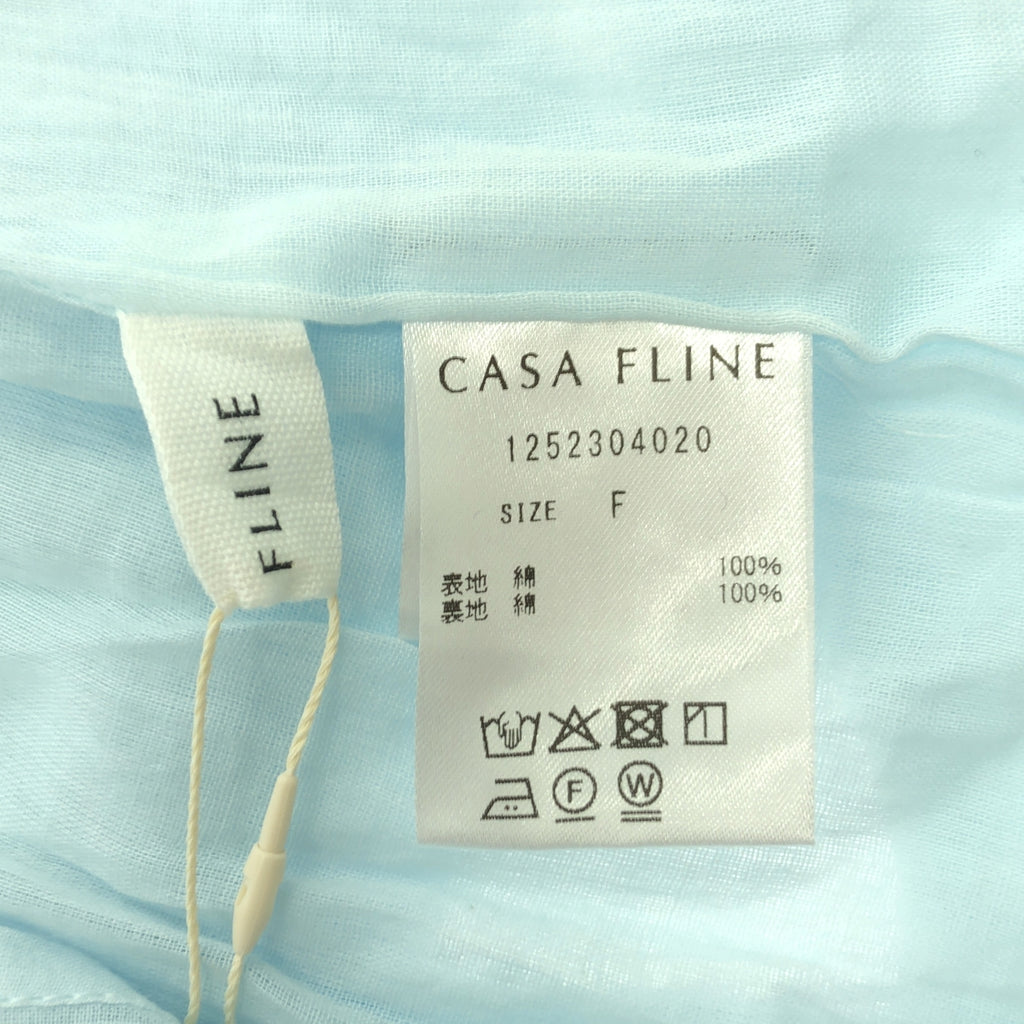 FLINE
CASA FLINE
1252304020
SIZE F
表地 綿 100%
裏地 綿 100%
F W